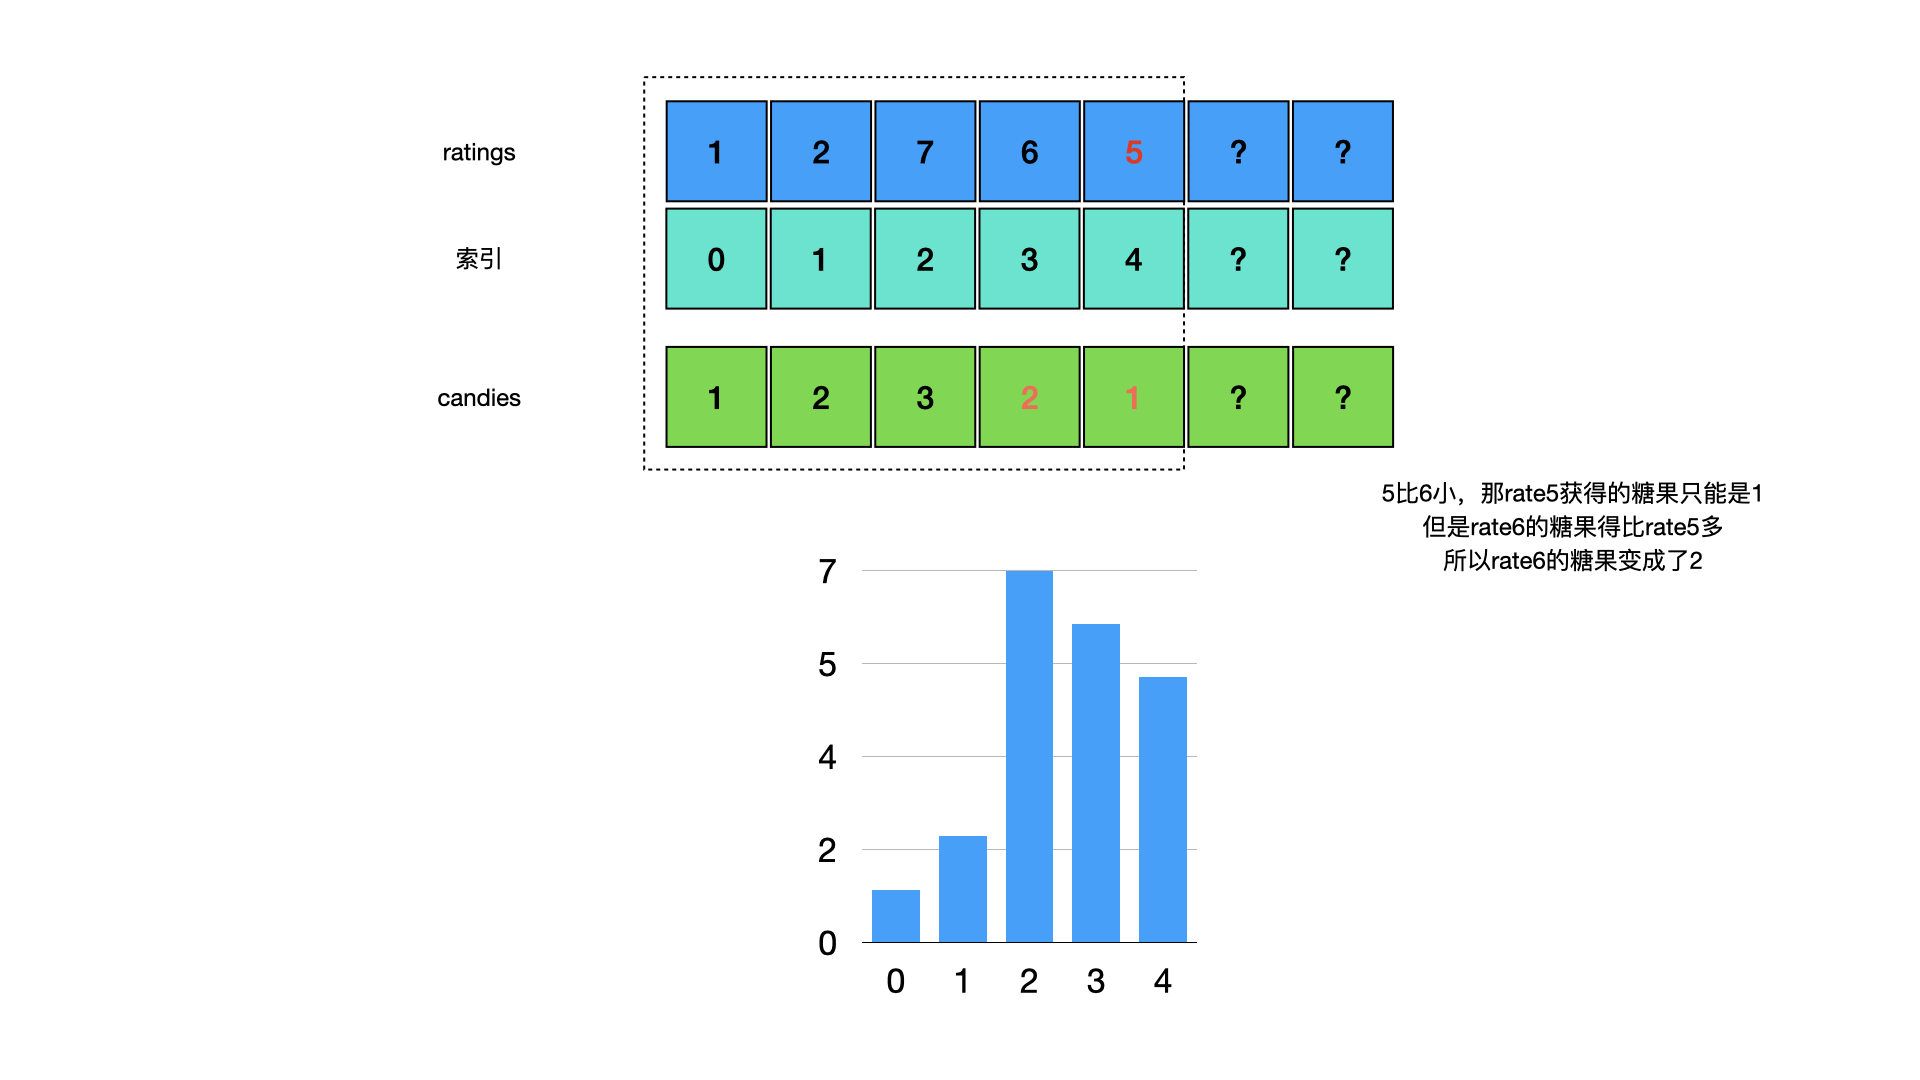 ratings 1 2 7 6 5 ? ?
索引 0 1 2 3 4 ? ?
candies 1 2 3 2 1 ? ?
5比6小，那rate5获得的糖果只能是1
但是rate6的糖果得比rate5多
所以rate6的糖果变成了2
7
5
4
2
0
0 1 2 3 4